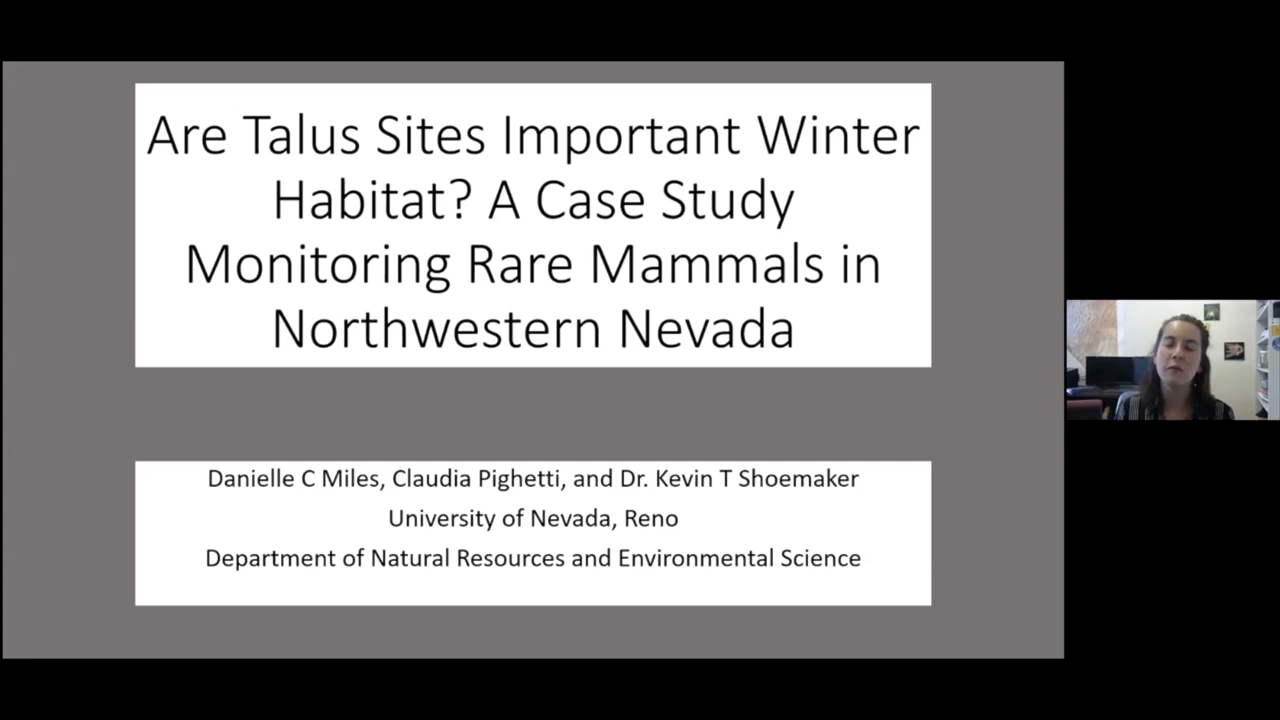 Are Talus Sites Important Winter
Habitat? A Case Study
Monitoring Rare Mammals in
Northwestern Nevada
Danielle C Miles, Claudia Pighetti, and Dr. Kevin T Shoemaker
University of Nevada, Reno
Department of Natural Resources and Environmental Science